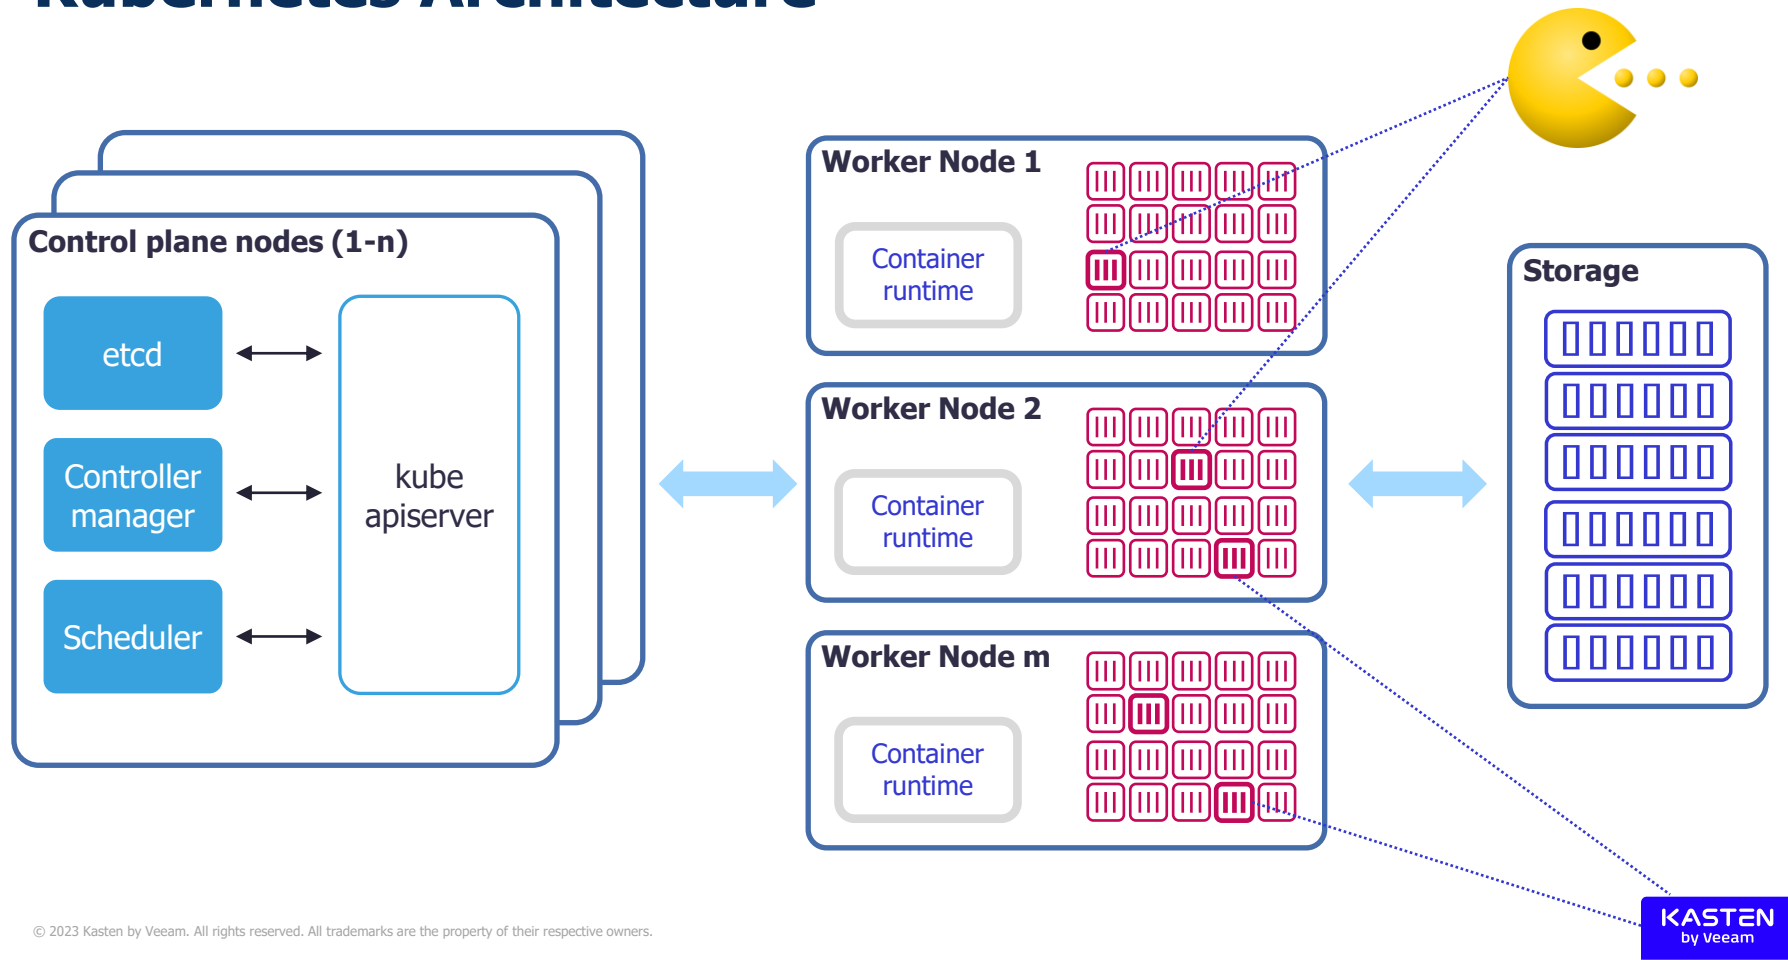 Kubernetes Architecture
Control plane nodes (1-n)
etcd
Controller
manager
Scheduler
kube
apiserver
Worker Node 1
Container
runtime
Worker Node 2
Container
runtime
Worker Node m
Container
runtime
Storage
© 2023 Kasten by Veeam. All rights reserved. All trademarks are the property of their respective owners.
KASTEN
by Veeam